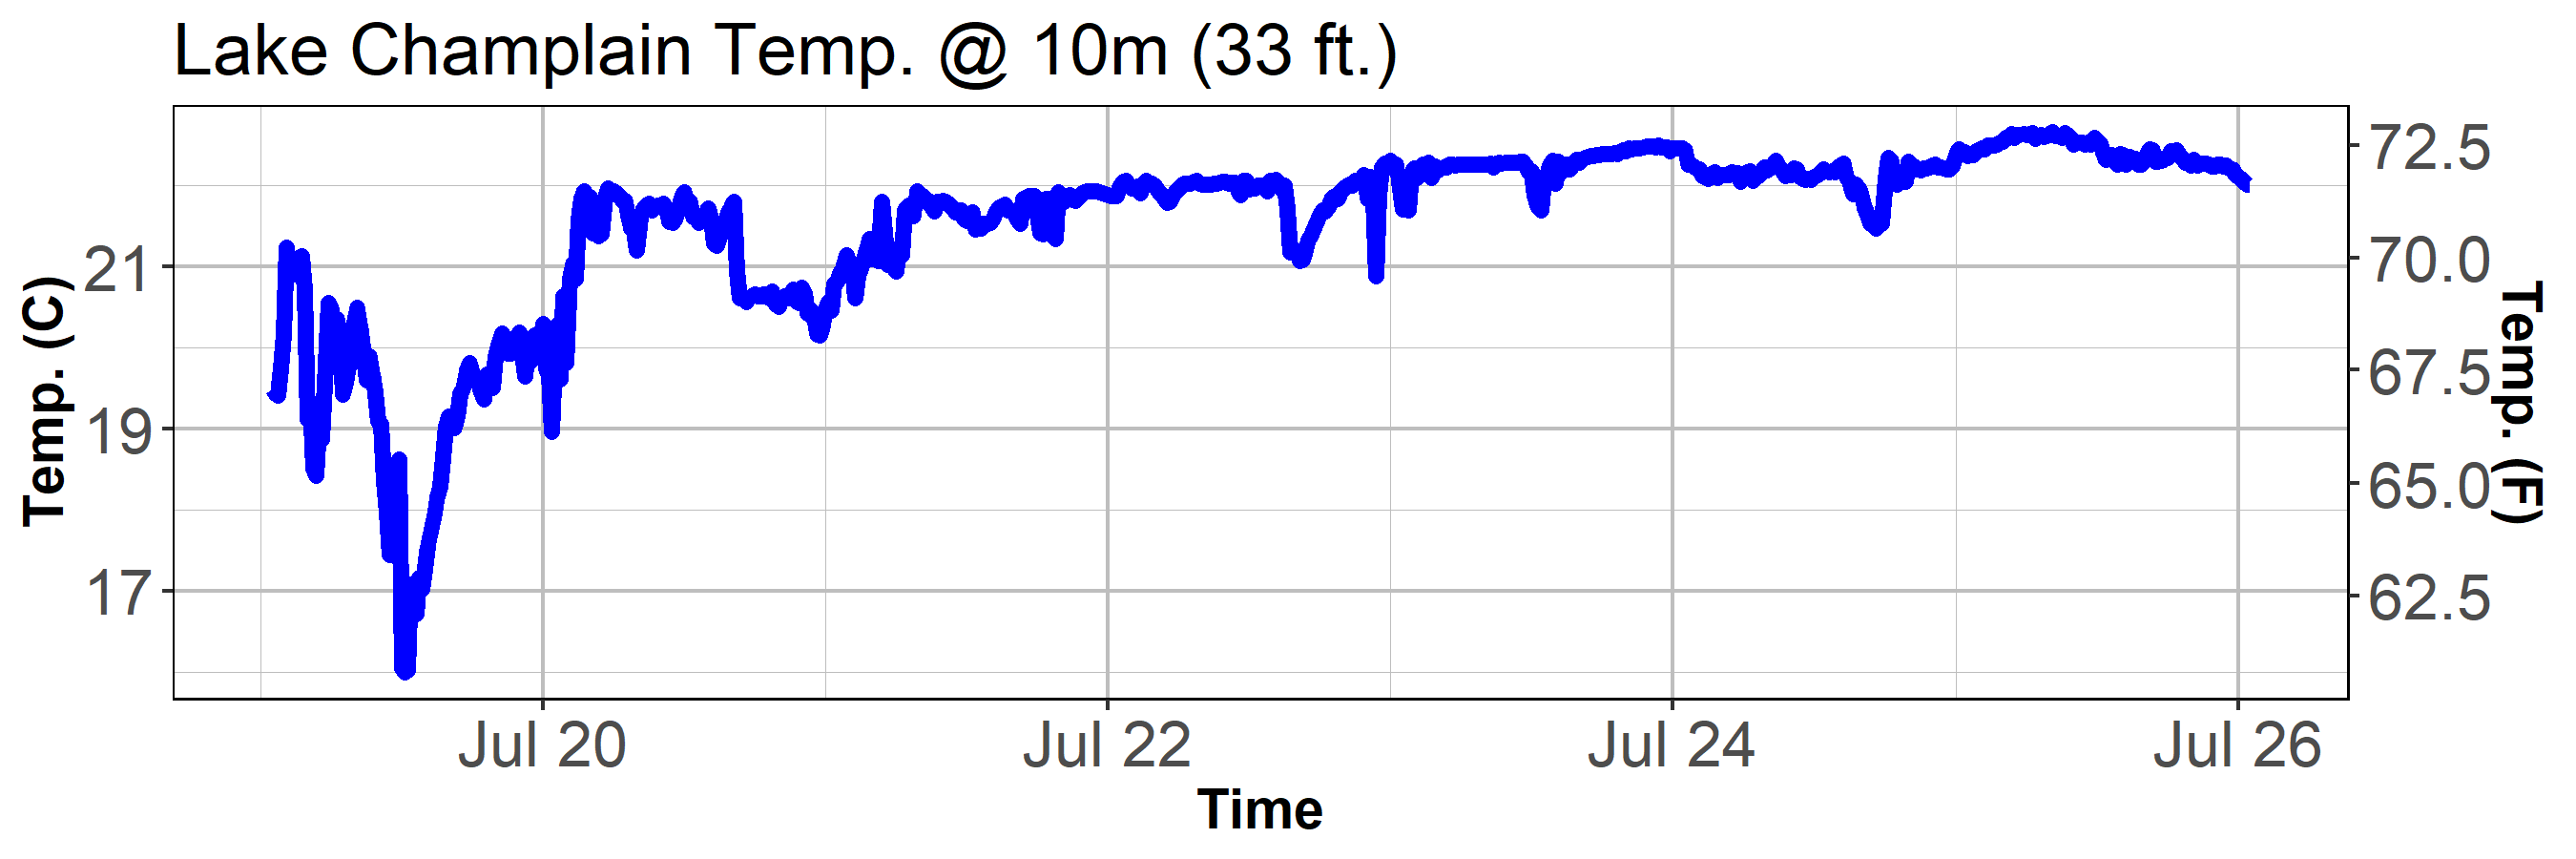 Lake Champlain Temp. @ 10m (33 ft.)
Temp. (C)
21
19
17
72.5
70.0
67.5
65.0
62.5
Temp. (F)
Jul 20 Jul 22 Jul 24 Jul 26
Time